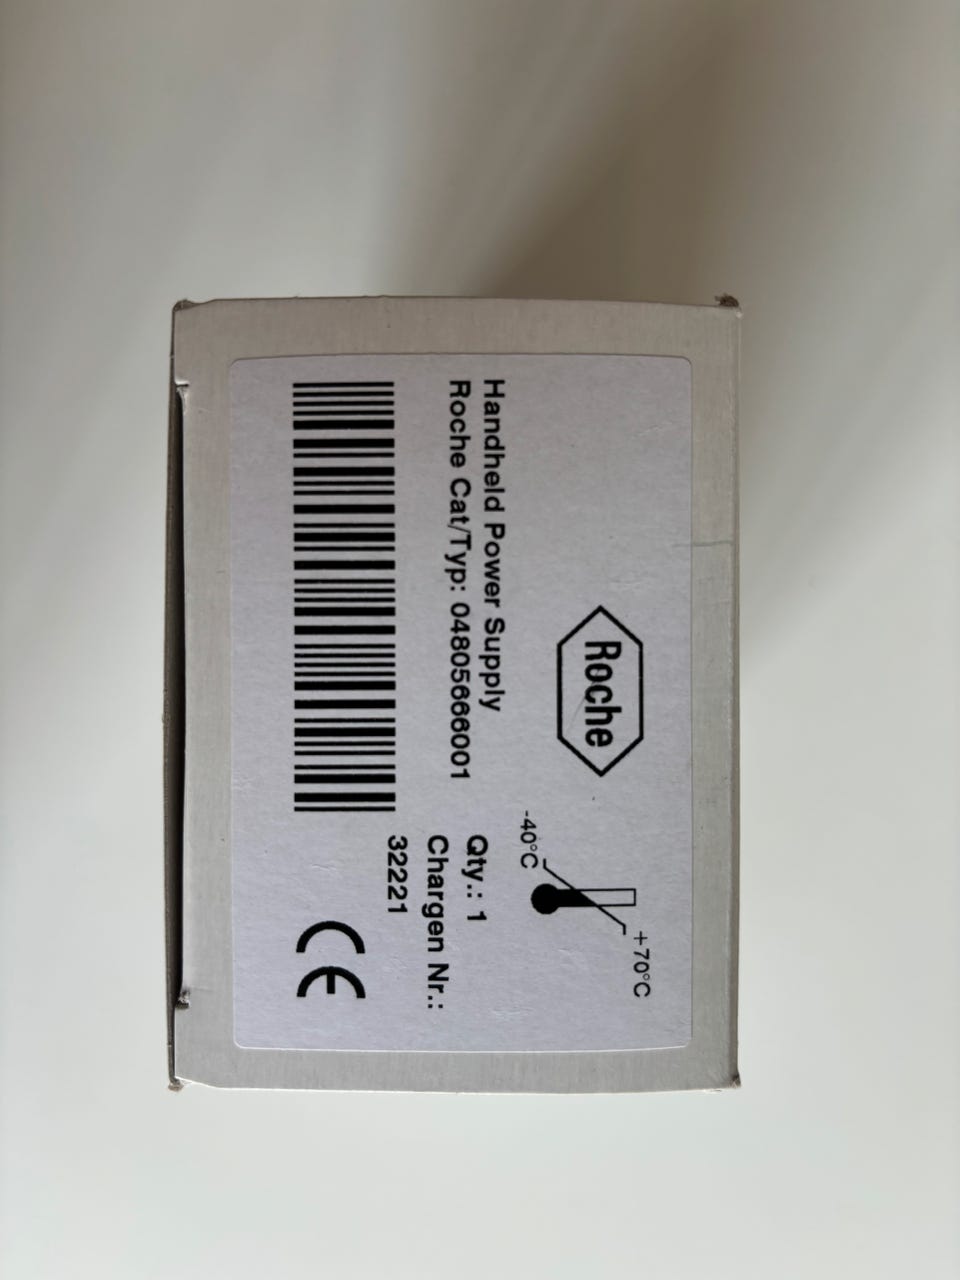 Roche
-40°C
+70°C
Handheld Power Supply
Roche Cat/Typ: 04805666001
Qty.: 1
Chargen Nr.:
32221
CE